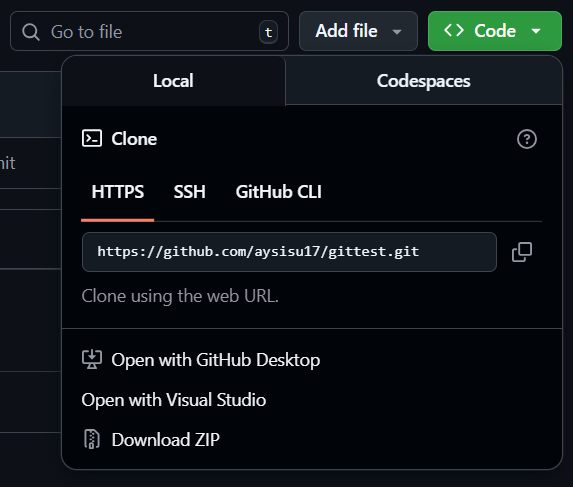 Go to file t Add file Code
Local Codespaces
Clone
HTTPS SSH GitHub CLI
https://github.com/aysisu17/gittest.git
Clone using the web URL.
Open with GitHub Desktop
Open with Visual Studio
Download ZIP